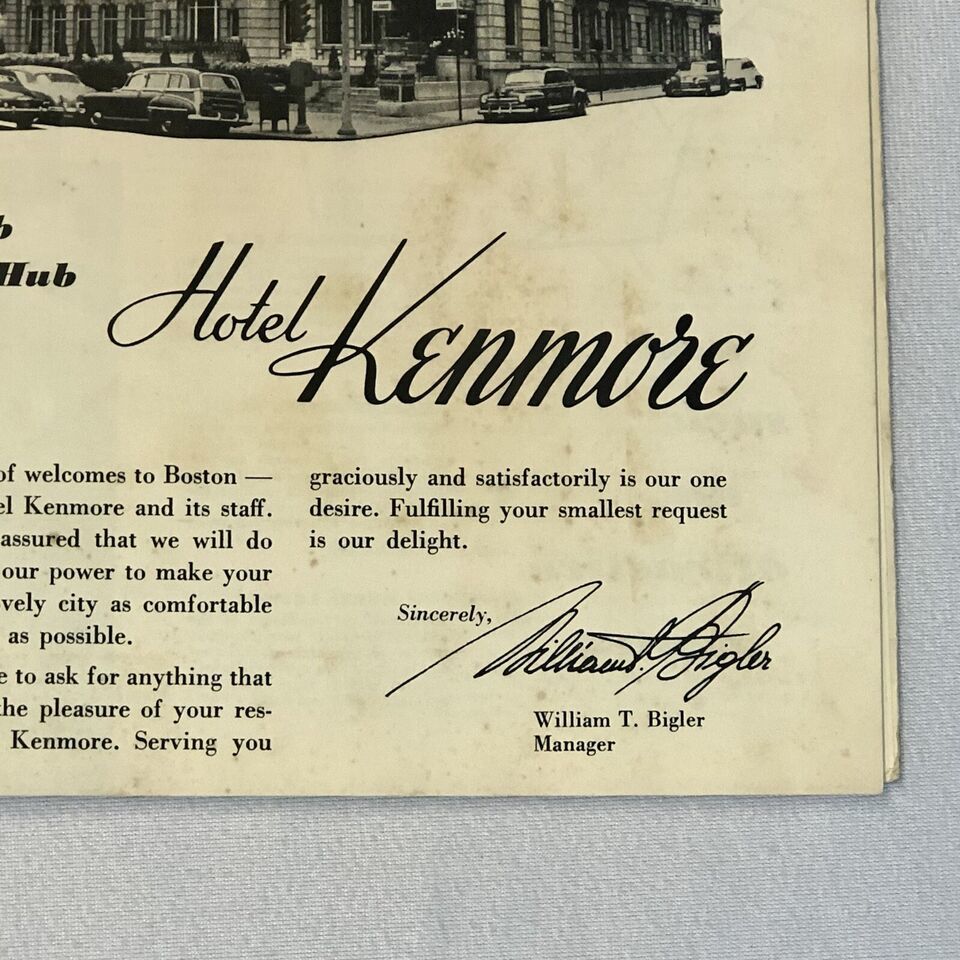 Hub
Hotel Kenmore
of welcomes to Boston —
Kenmore and its staff.
assured that we will do
our power to make your
city as comfortable
as possible.
to ask for anything that
the pleasure of your res-
Kenmore. Serving you
graciously and satisfactorily is our one
desire. Fulfilling your smallest request
is our delight.
Sincerely,
William T. Bigler
William T. Bigler
Manager